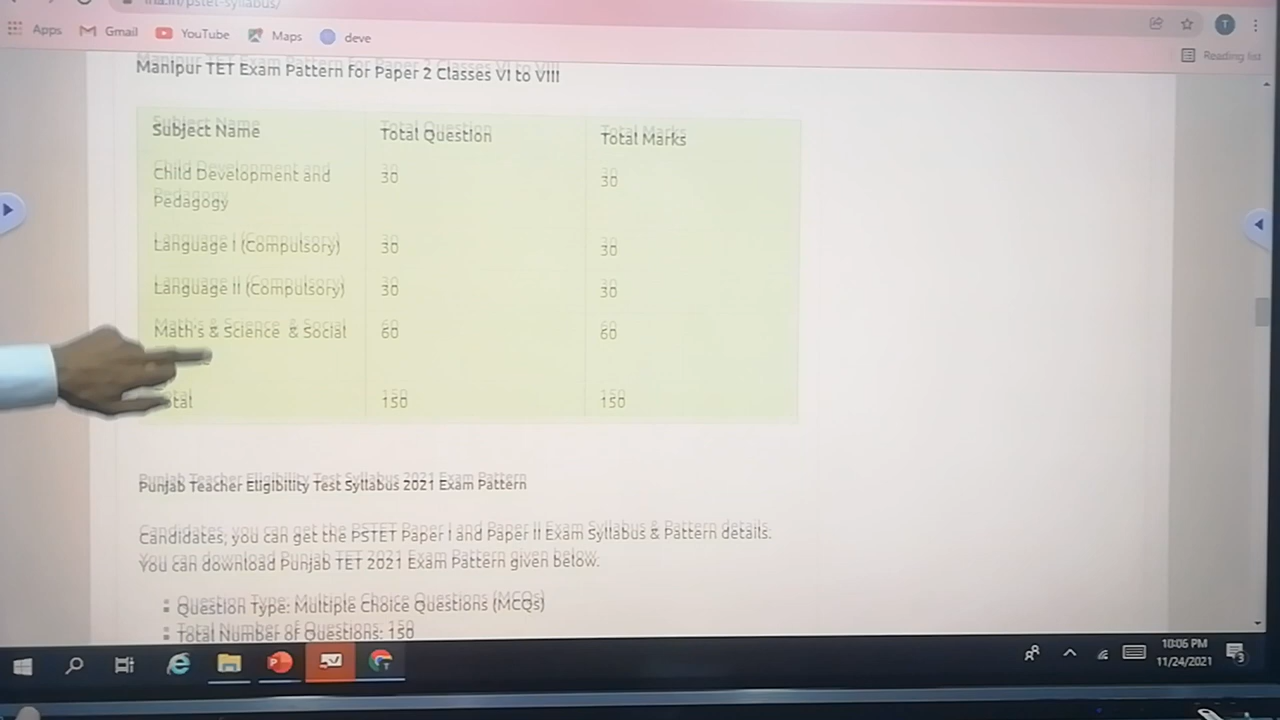 pstet-syllabus/
Apps Gmail YouTube Maps deve
Reading list
Manipur TET Exam Pattern for Paper 2 Classes VI to VIII
Subject Name Total Question Total Marks
Child Development and Pedagogy 30 30
Language I (Compulsory) 30 30
Language II (Compulsory) 30 30
Math's & Science & Social 60 60
150 150
Punjab Teacher Eligibility Test Syllabus 2021 Exam Pattern
Candidates, you can get the PSTET Paper I and Paper II Exam Syllabus & Pattern details.
You can download Punjab TET 2021 Exam Pattern given below.
Question Type: Multiple Choice Questions (MCQs)
Total Number of Questions: 150
10:06 PM
11/24/2021
3